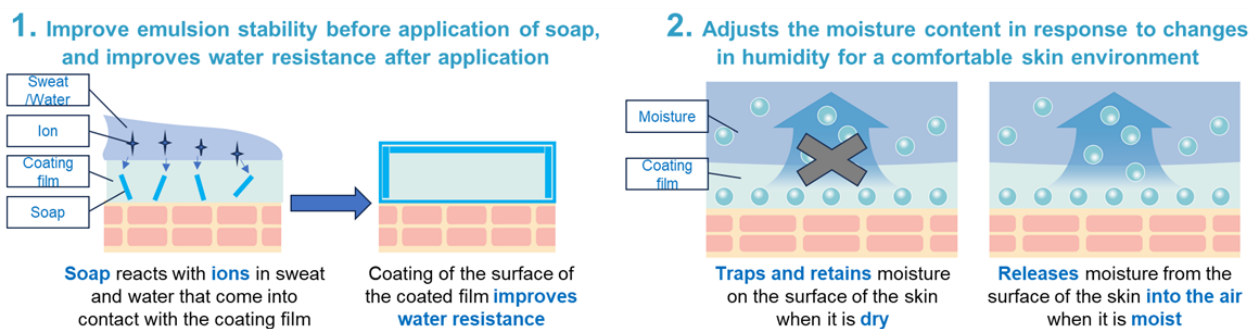 1. Improve emulsion stability before application of soap,
and improves water resistance after application
Sweat
/Water
Ion
Coating
film
Soap
Soap reacts with ions in sweat
and water that come into
contact with the coating film
Coating of the surface of
the coated film improves
water resistance
2. Adjusts the moisture content in response to changes
in humidity for a comfortable skin environment
Moisture
Coating
film
Traps and retains moisture
on the surface of the skin
when it is dry
Releases moisture from the
surface of the skin into the air
when it is moist